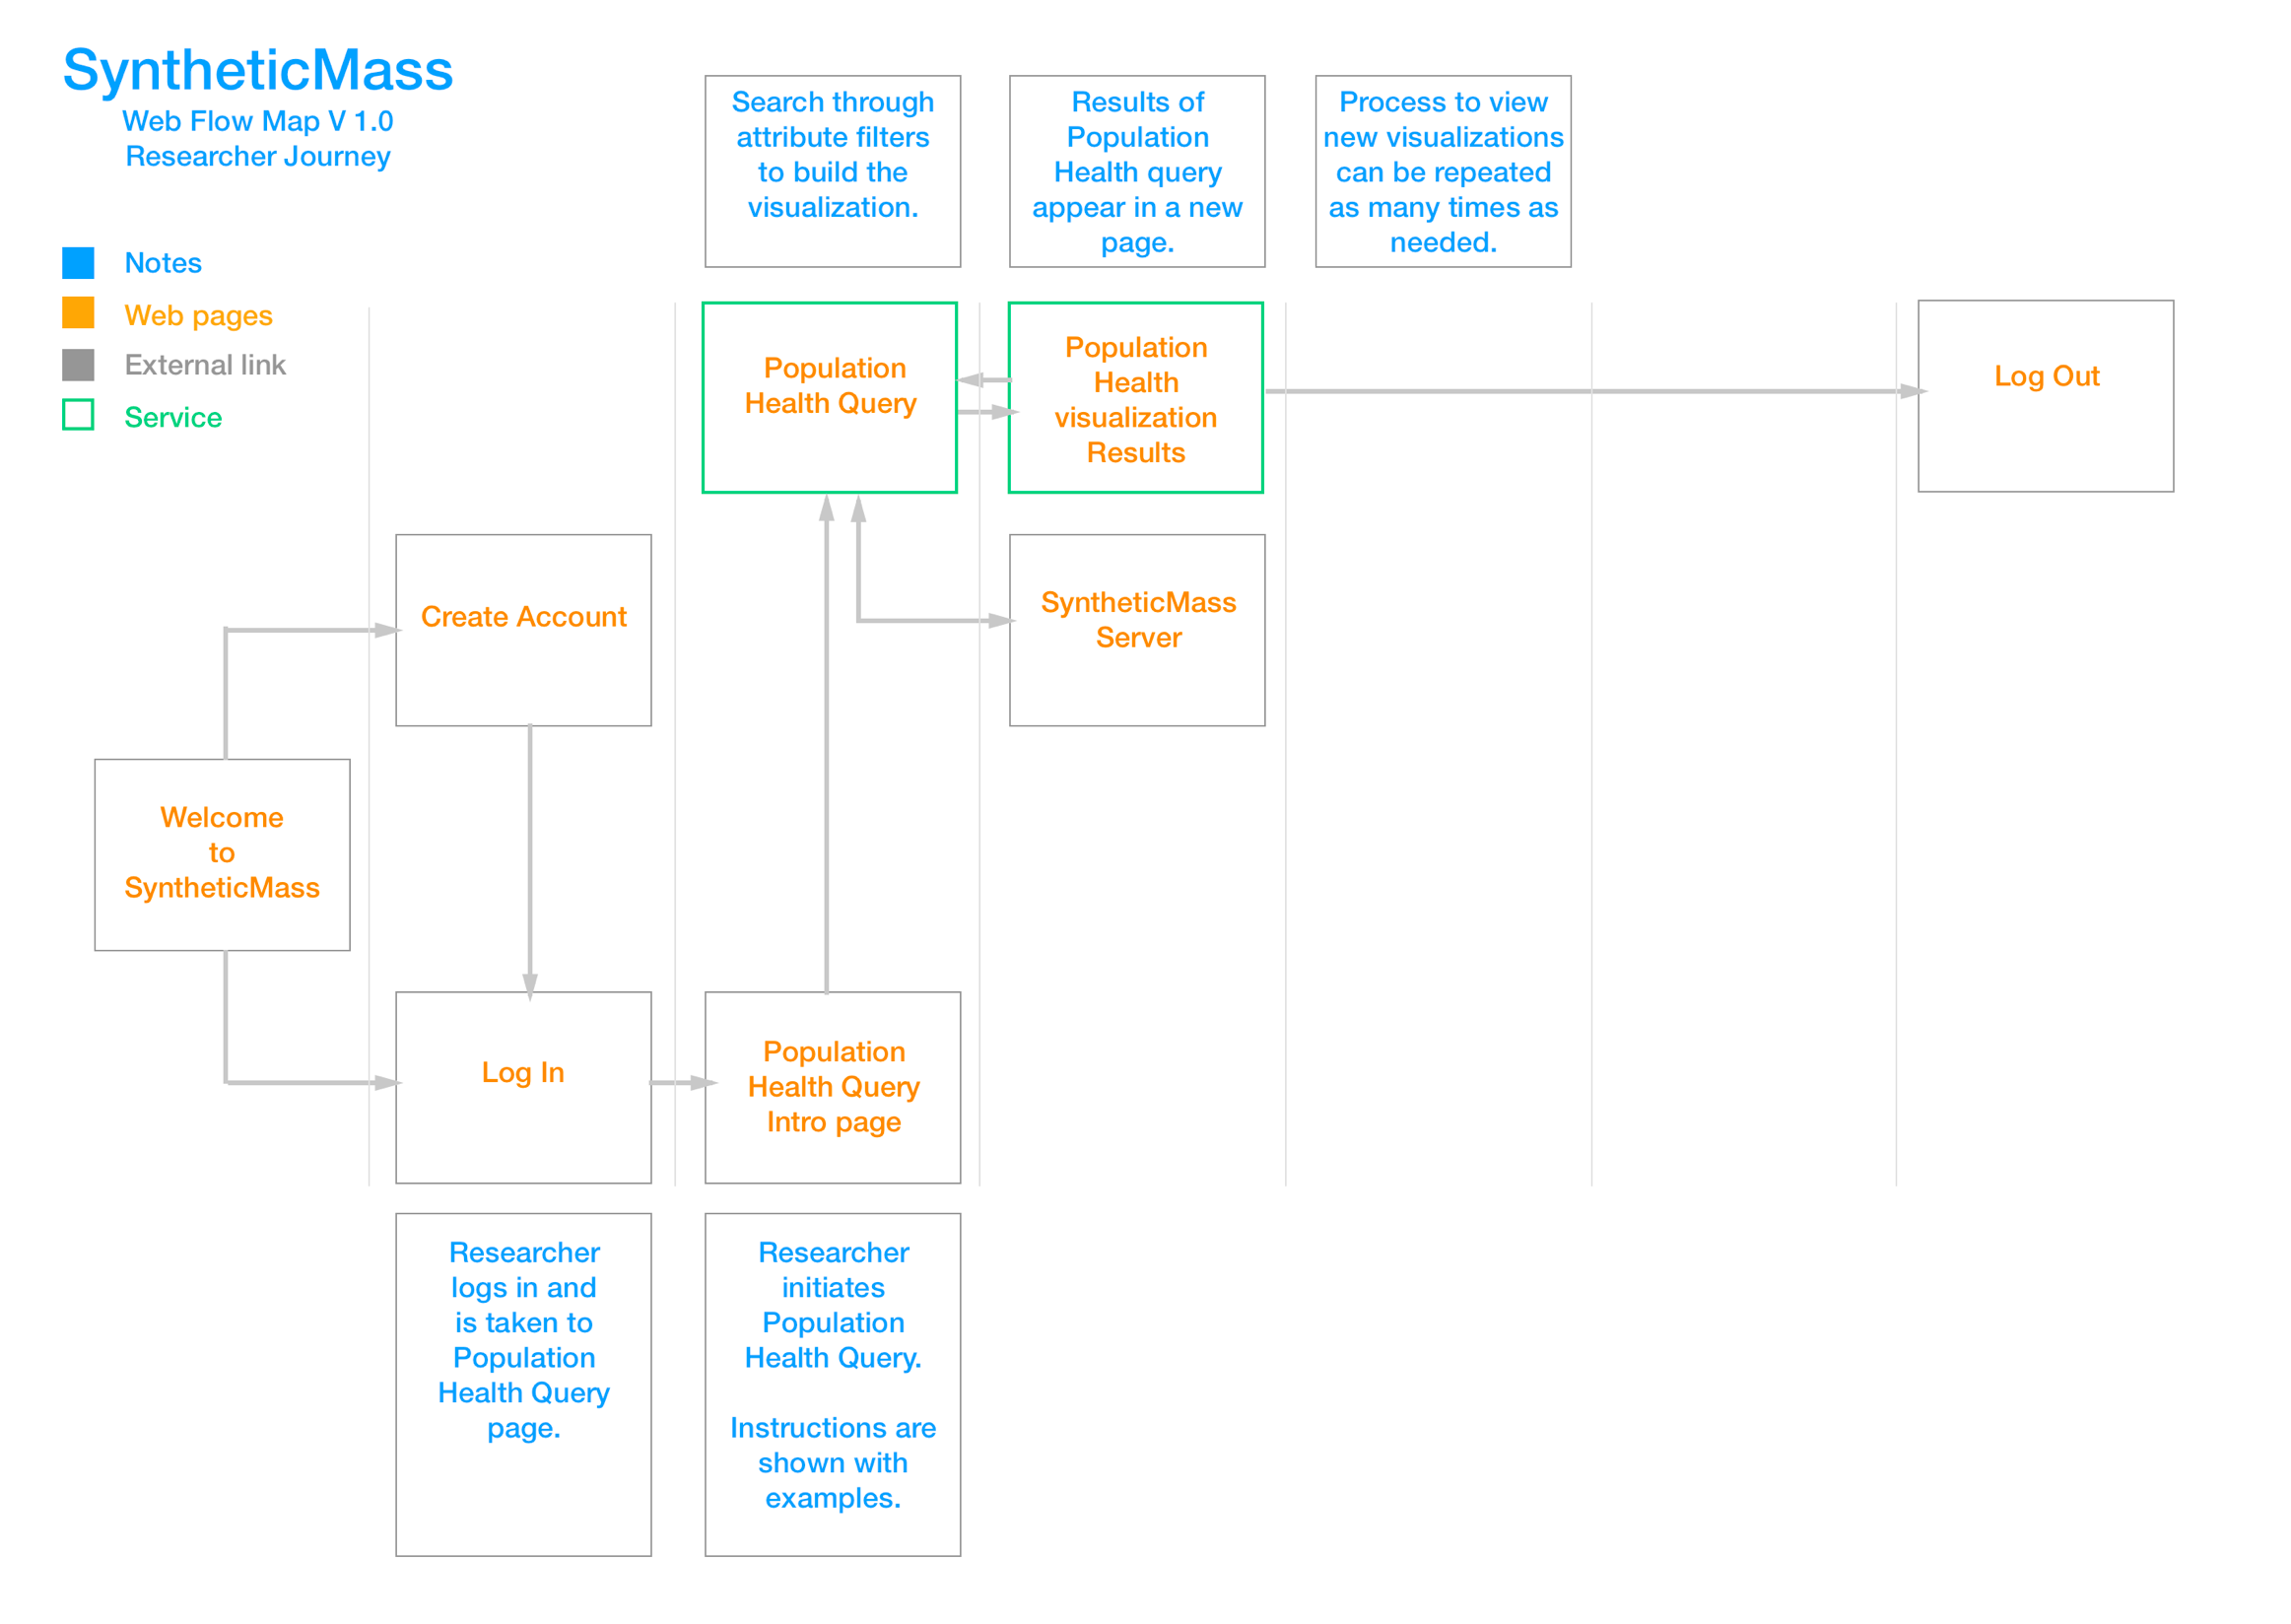 SyntheticMass
Web Flow Map V 1.0
Researcher Journey
Notes
Web pages
External link
Service
Search through
attribute filters
to build the
visualization.
Results of
Population
Health query
appear in a new
page.
Process to view
new visualizations
can be repeated
as many times as
needed.
Population
Health Query
Population
Health
visualization
Results
Log Out
Create Account
SyntheticMass
Server
Welcome
to
SyntheticMass
Log In
Population
Health Query
Intro page
Researcher
logs in and
is taken to
Population
Health Query
page.
Researcher
initiates
Population
Health Query.
Instructions are
shown with
examples.